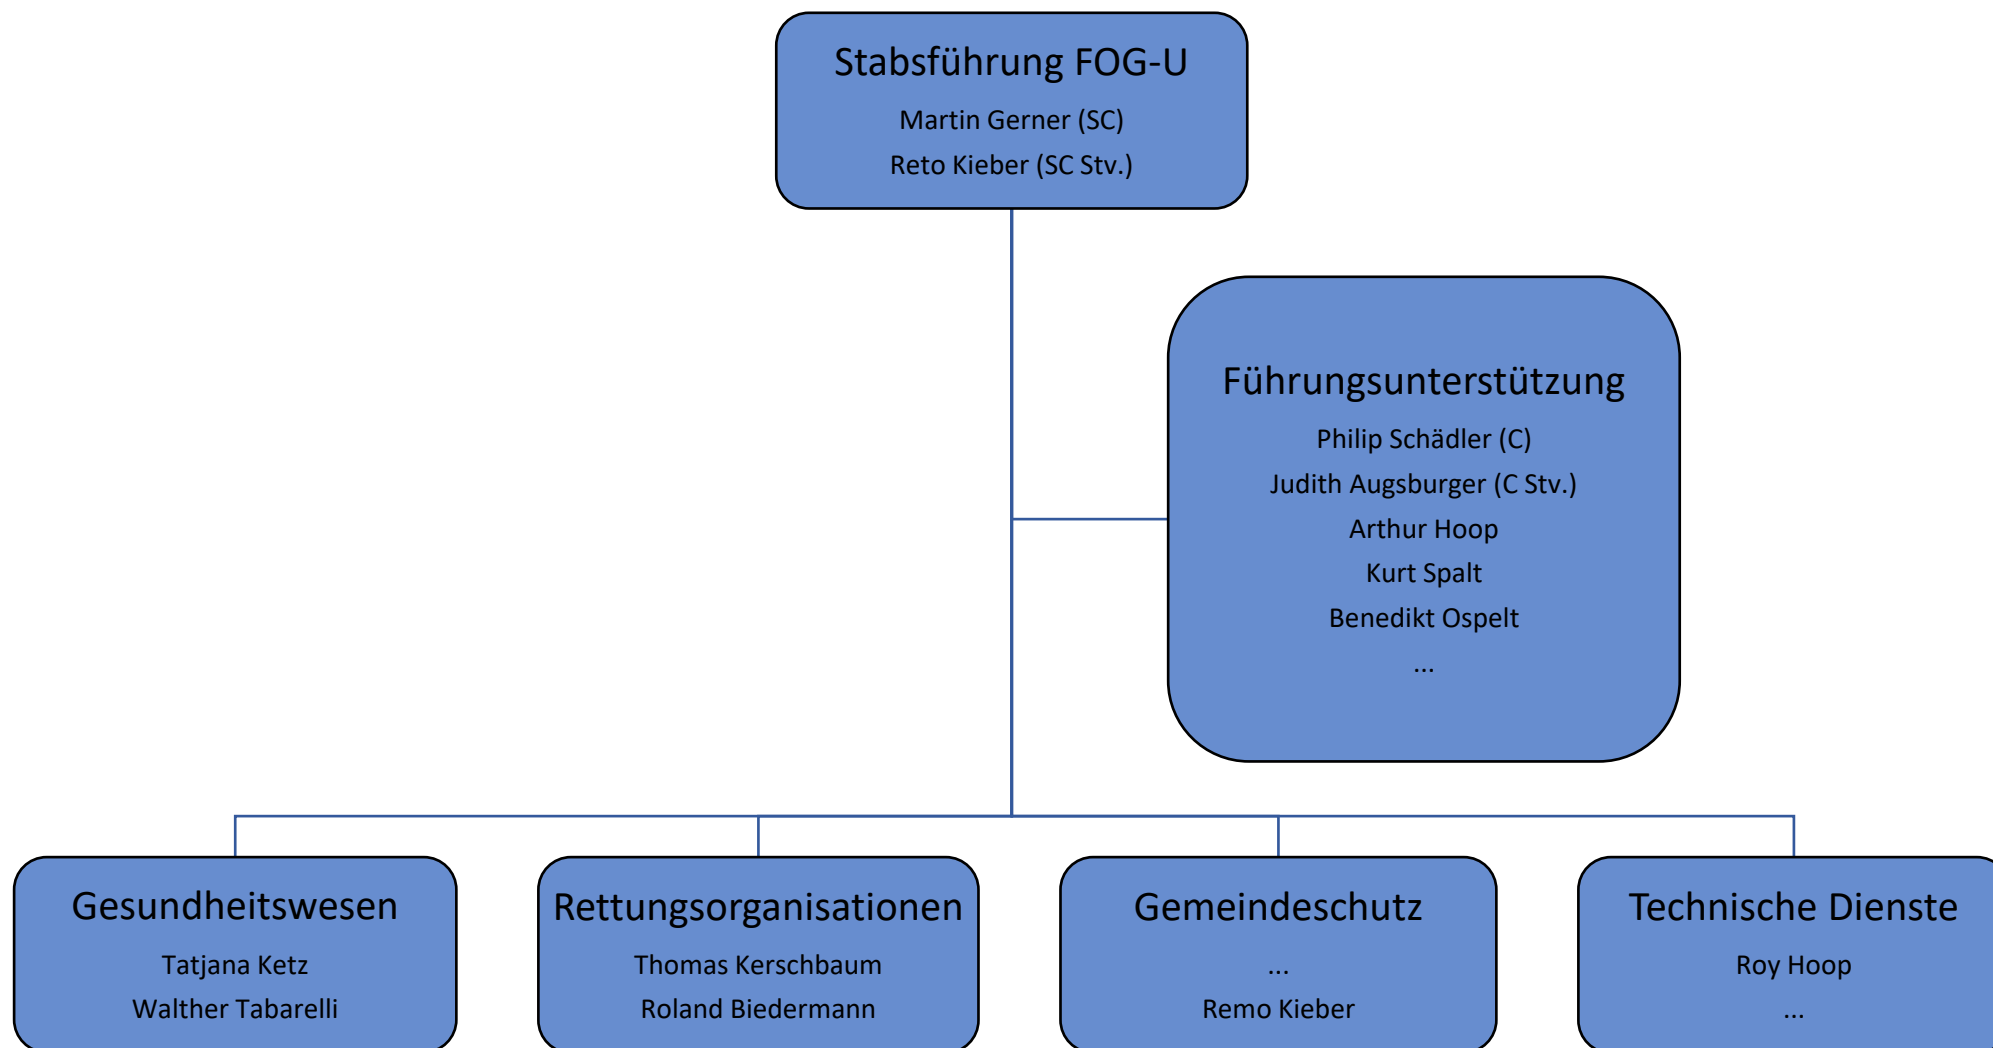 Stabsführung FOG-U
Martin Gerner (SC)
Reto Kieber (SC Stv.)
Führungsunterstützung
Philip Schädler (C)
Judith Augsburger (C Stv.)
Arthur Hoop
Kurt Spalt
Benedikt Ospelt
...
Gesundheitswesen
Tatjana Ketz
Walther Tabarelli
Rettungsorganisationen
Thomas Kerschbaum
Roland Biedermann
Gemeindeschutz
...
Remo Kieber
Technische Dienste
Roy Hoop
...